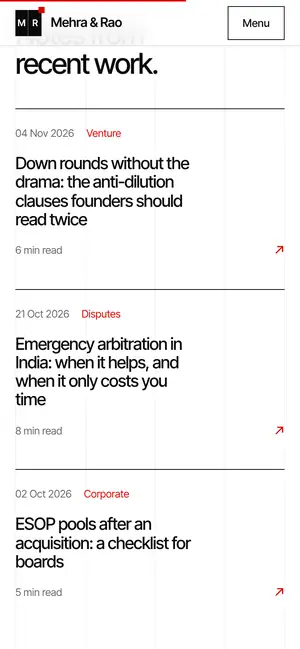 M R Mehra & Rao
Menu
Notes from
recent work.
04 Nov 2026 Venture
Down rounds without the
drama: the anti-dilution
clauses founders should
read twice
6 min read
21 Oct 2026 Disputes
Emergency arbitration in
India: when it helps, and
when it only costs you
time
8 min read
02 Oct 2026 Corporate
ESOP pools after an
acquisition: a checklist for
boards
5 min read